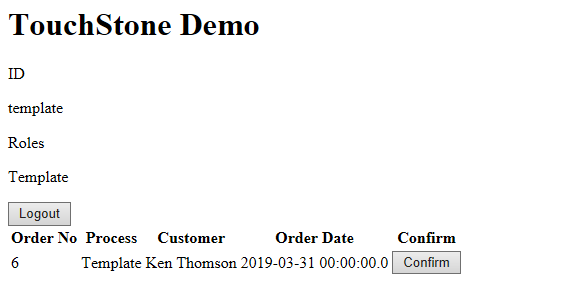 TouchStone Demo
ID
template
Roles
Template
Logout
Order No Process Customer Order Date Confirm
6 Template Ken Thomson 2019-03-31 00:00:00.0 Confirm